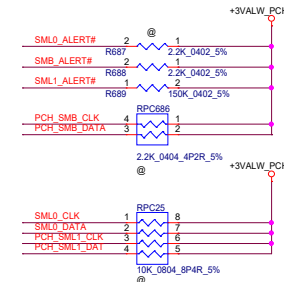 +3VALW_PCH
@
SML0_ALERT# 2 1
R687 2.2K_0402_5%
SMB_ALERT# 2 1
R688 2.2K_0402_5%
SML1_ALERT# 1 2
R689 150K_0402_5%
RPC686
PCH_SMB_CLK 4 1
PCH_SMB_DATA 3 2
2.2K_0404_4P2R_5%
@
+3VALW_PCH
RPC25
SML0_CLK 1 8
SML0_DATA 2 7
PCH_SML1_CLK 3 6
PCH_SML1_DAT 4 5
10K_0804_8P4R_5%
@